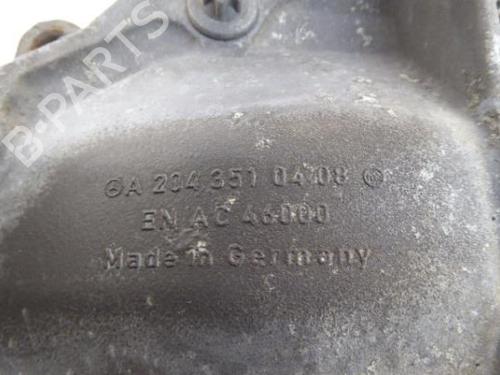 B-PARTS
A 204 351 04 08
EN AC 46000
Made in Germany